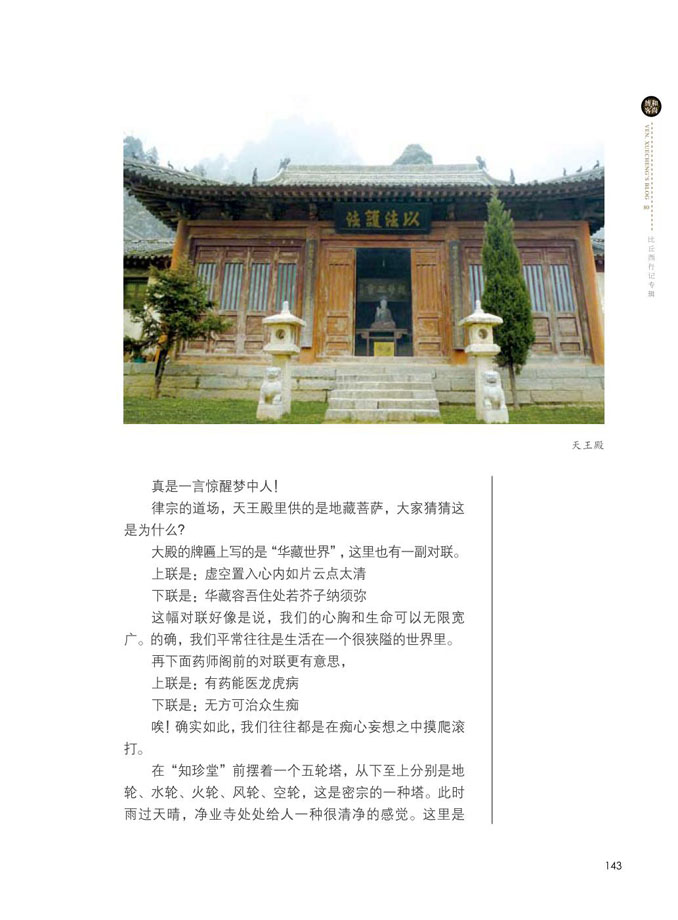 和尚
博客
VEN. XUECHENG'S BLOG
比丘西行记专辑
以法護法
天王殿
真是一言惊醒梦中人！
律宗的道场，天王殿里供的是地藏菩萨，大家猜猜这
是为什么?
大殿的牌匾上写的是“华藏世界”，这里也有一副对联。
上联是：虚空置入心内如片云点太清
下联是：华藏容吾住处若芥子纳须弥
这幅对联好像是说，我们的心胸和生命可以无限宽
广。的确，我们平常往往是生活在一个很狭隘的世界里。
再下面药师阁前的对联更有意思，
上联是：有药能医龙虎病
下联是：无方可治众生痴
唉！确实如此，我们往往都是在痴心妄想之中摸爬滚
打。
在“知珍堂”前摆着一个五轮塔，从下至上分别是地
轮、水轮、火轮、风轮、空轮，这是密宗的一种塔。此时
雨过天晴，净业寺处处给人一种很清净的感觉。这里是
143